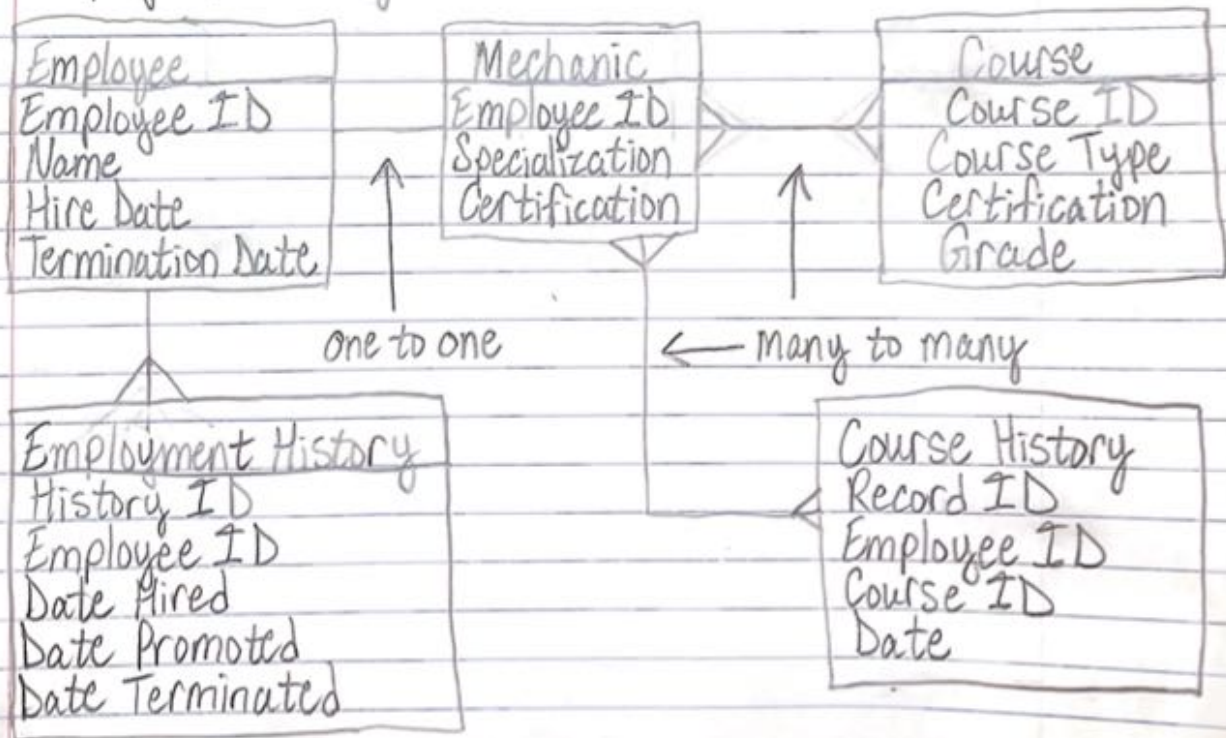 Employee
Employee ID
Name
Hire Date
Termination Date
Mechanic
Employee ID
Specialization
Certification
Course
Course ID
Course Type
Certification
Grade
one to one
many to many
Employment History
History ID
Employee ID
Date Hired
Date Promoted
Date Terminated
Course History
Record ID
Employee ID
Course ID
Date